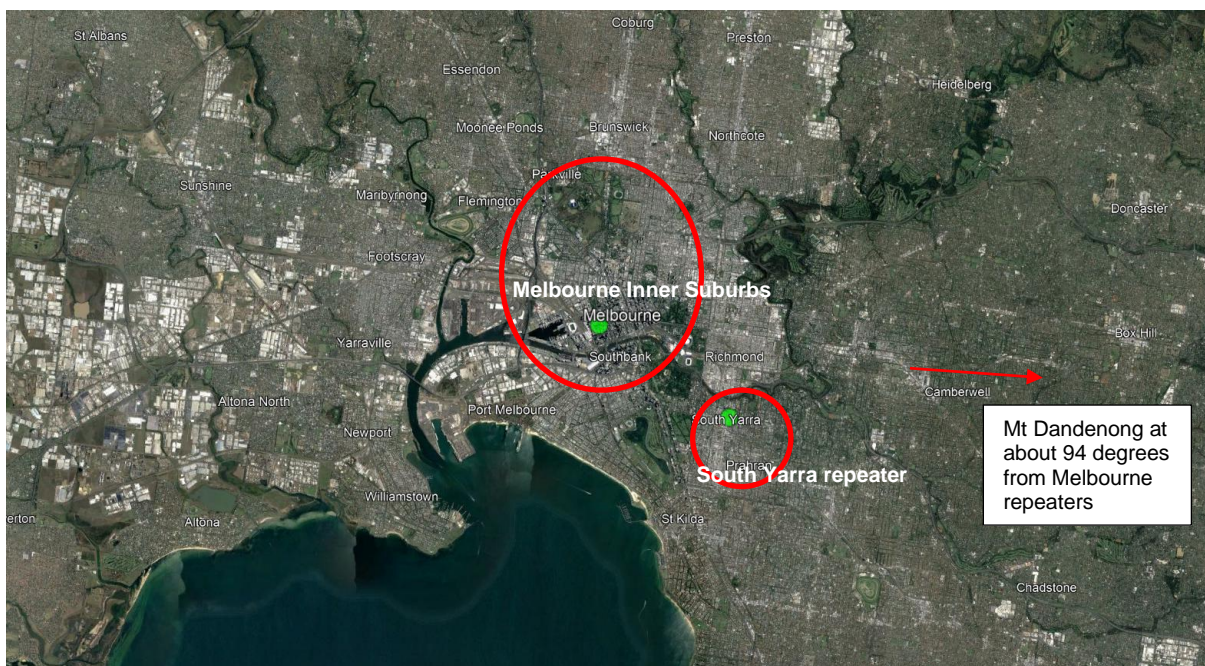 Coburg
St Albans
Preston
Essendon
Heidelberg
Moonee Ponds
Brunswick
Northcote
Parkville
Sunshine
Maribyrnong
Flemington
Doncaster
Footscray
Melbourne Inner Suburbs
Melbourne
Box Hill
Yarraville
Southbank
Richmond
Camberwell
Altona North
Port Melbourne
South Yarra
Newport
Mt Dandenong at
about 94 degrees
from Melbourne
repeaters
Prahran
South Yarra repeater
Williamstown
St Kilda
erton
Altona
Chadstone